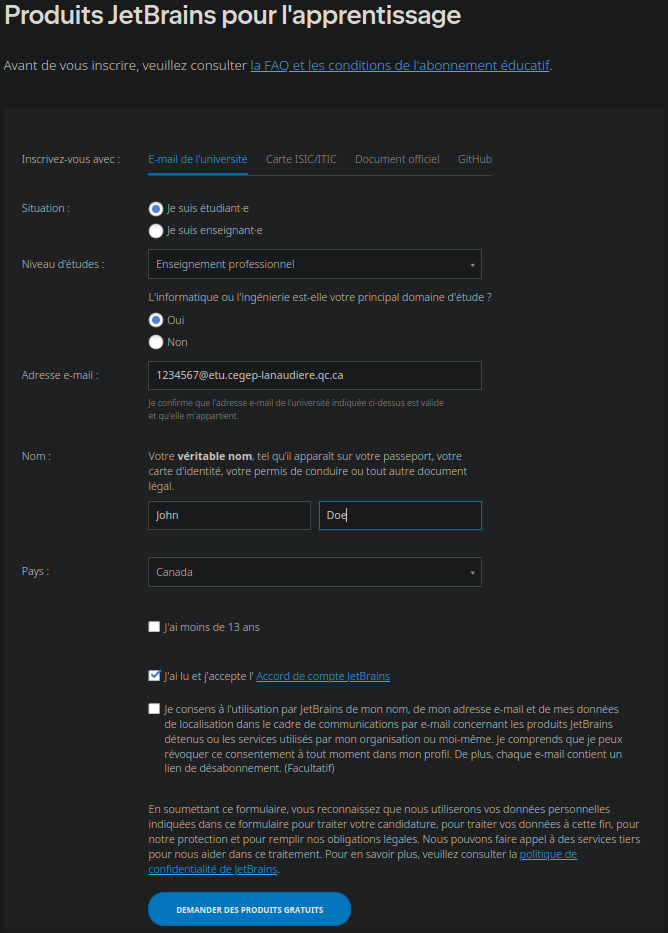 Produits JetBrains pour l'apprentissage
Avant de vous inscrire, veuillez consulter la FAQ et les conditions de l'abonnement éducatif.
Inscrivez-vous avec : E-mail de l'université Carte ISIC/ITIC Document officiel GitHub
Situation : Je suis étudiant·e
Je suis enseignant·e
Niveau d'études : Enseignement professionnel
L'informatique ou l'ingénierie est-elle votre principal domaine d'étude ?
Oui
Non
Adresse e-mail : 1234567@etu.cegep-lanaudiere.qc.ca
Je confirme que l'adresse e-mail de l'université indiquée ci-dessus est valide
et qu'elle m'appartient.
Nom : Votre véritable nom, tel qu'il apparaît sur votre passeport, votre
carte d'identité, votre permis de conduire ou tout autre document
légal.
John Doe
Pays : Canada
J'ai moins de 13 ans
J'ai lu et j'accepte l' Accord de compte JetBrains
Je consens à l'utilisation par JetBrains de mon nom, de mon adresse e-mail et de mes données
de localisation dans le cadre de communications par e-mail concernant les produits JetBrains
détenus ou les services utilisés par mon organisation ou moi-même. Je comprends que je peux
révoquer ce consentement à tout moment dans mon profil. De plus, chaque e-mail contient un
lien de désabonnement. (Facultatif)
En soumettant ce formulaire, vous reconnaissez que nous utiliserons vos données personnelles
indiquées dans ce formulaire pour traiter votre candidature, pour traiter vos données à cette fin, pour
notre protection et pour remplir nos obligations légales. Nous pouvons faire appel à des services tiers
pour nous aider dans ce traitement. Pour en savoir plus, veuillez consulter la politique de
confidentialité de JetBrains.
DEMANDER DES PRODUITS GRATUITS